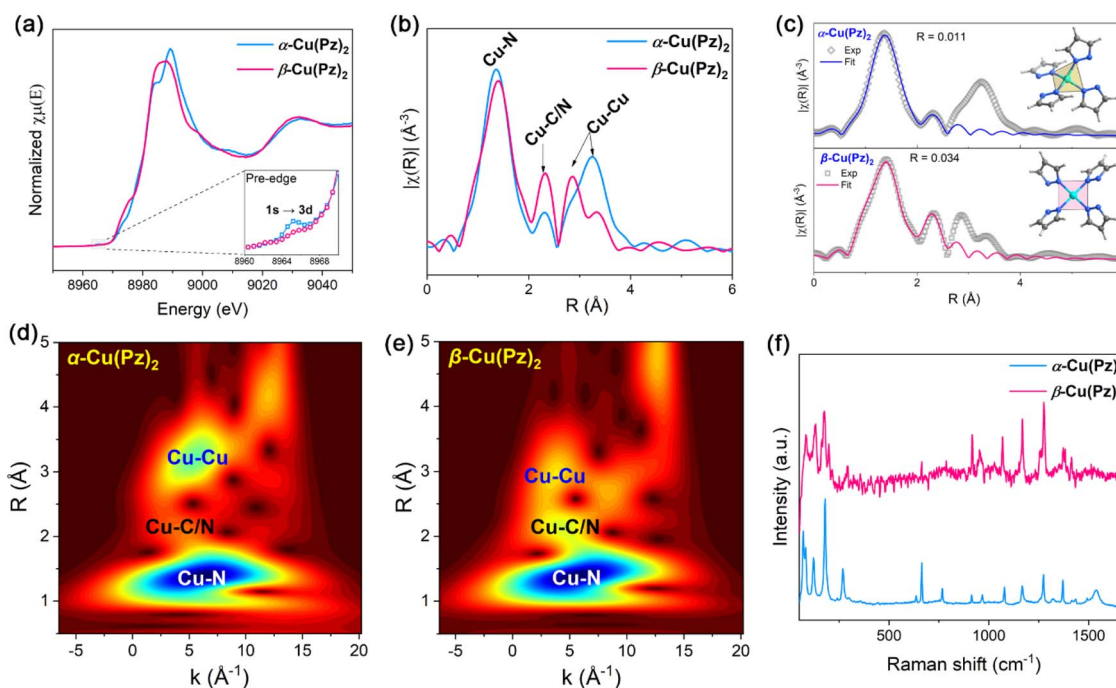 (a)
α-Cu(Pz)2
β-Cu(Pz)2
Normalized χμ(E)
Pre-edge
1s → 3d
8960 8964 8968
8960 8980 9000 9020 9040
Energy (eV)
(b)
Cu-N
α-Cu(Pz)2
β-Cu(Pz)2
Cu-C/N
Cu-Cu
|χ(R)| (Å-3)
0 2 4 6
R (Å)
(c)
α-Cu(Pz)2
R = 0.011
Exp
Fit
|χ(R)| (Å-3)
β-Cu(Pz)2
R = 0.034
Exp
Fit
|χ(R)| (Å-3)
0 2 4
R (Å)
(d)
α-Cu(Pz)2
Cu-Cu
Cu-C/N
Cu-N
R (Å)
5
4
3
2
1
-5 0 5 10 15 20
k (Å-1)
(e)
β-Cu(Pz)2
Cu-Cu
Cu-C/N
Cu-N
5
4
3
2
1
-5 0 5 10 15 20
k (Å-1)
(f)
α-Cu(Pz)
β-Cu(Pz)
Intensity (a.u.)
500 1000 1500
Raman shift (cm-1)